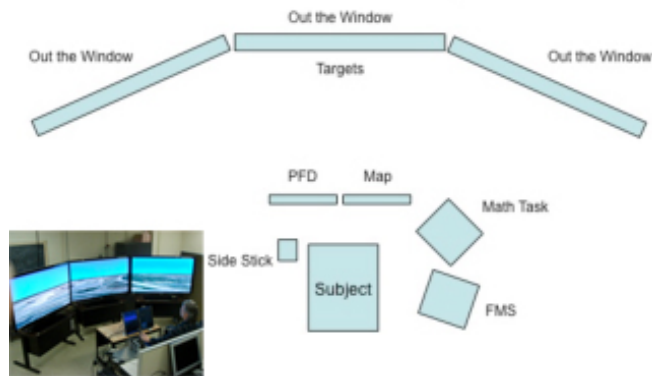 Out the Window
Out the Window
Out the Window
Targets
PFD
Map
Math Task
Side Stick
Subject
FMS